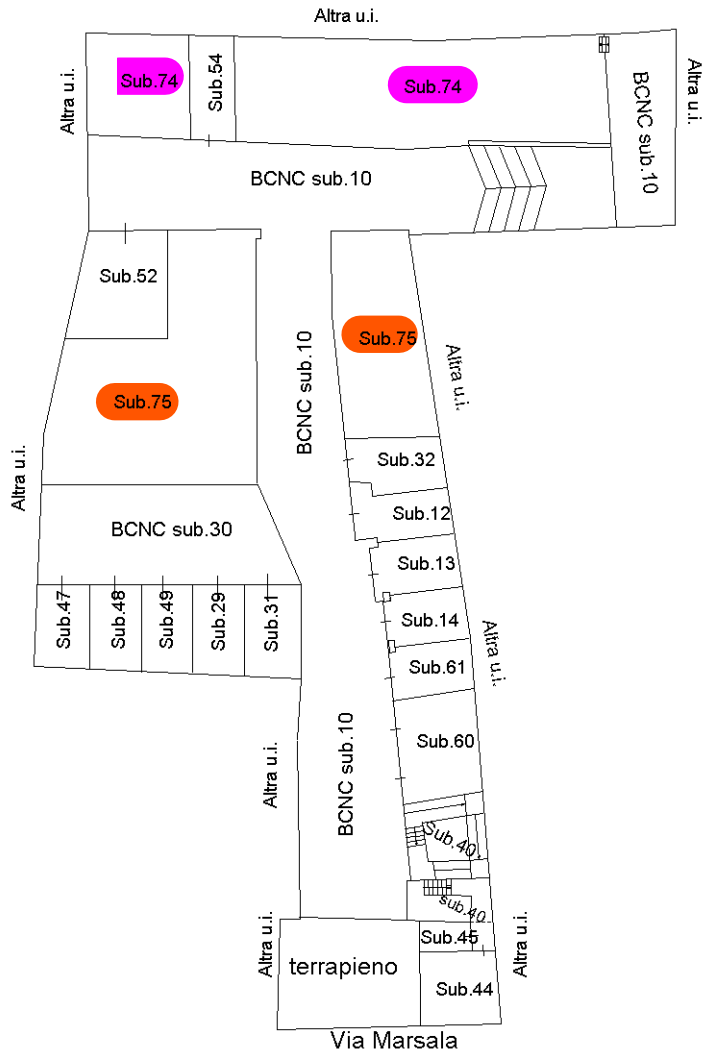 Altra u.i.
Altra u.i.
Sub.74
Sub.54
Sub.74
BCNC sub.10
Altra u.i.
BCNC sub.10
Sub.52
BCNC sub.10
Sub.75
Altra u.i.
Sub.75
Altra u.i.
Sub.32
Sub.12
BCNC sub.30
Sub.13
Sub.47
Sub.48
Sub.49
Sub.29
Sub.31
Sub.14
Altra u.i.
Sub.61
Sub.60
BCNC sub.10
Altra u.i.
Sub.40
sub.40
Altra u.i.
Sub.45
Altra u.i.
terrapieno
Sub.44
Via Marsala